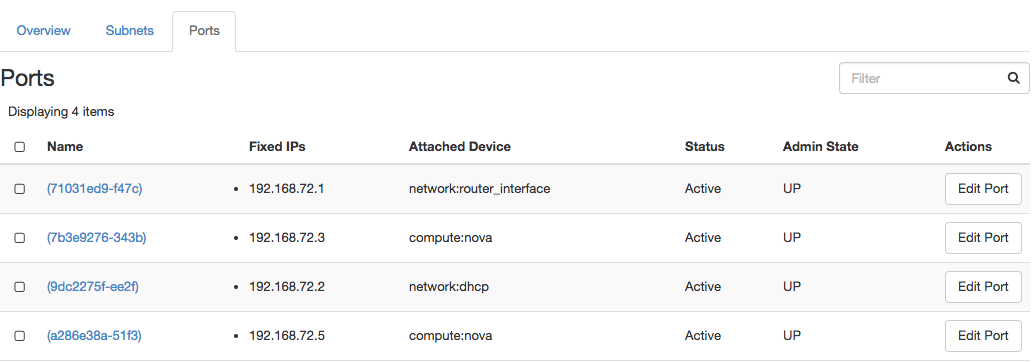 Overview Subnets Ports
Ports Filter
Displaying 4 items
Name Fixed IPs Attached Device Status Admin State Actions
(71031ed9-f47c) • 192.168.72.1 network:router_interface Active UP Edit Port
(7b3e9276-343b) • 192.168.72.3 compute:nova Active UP Edit Port
(9dc2275f-ee2f) • 192.168.72.2 network:dhcp Active UP Edit Port
(a286e38a-51f3) • 192.168.72.5 compute:nova Active UP Edit Port